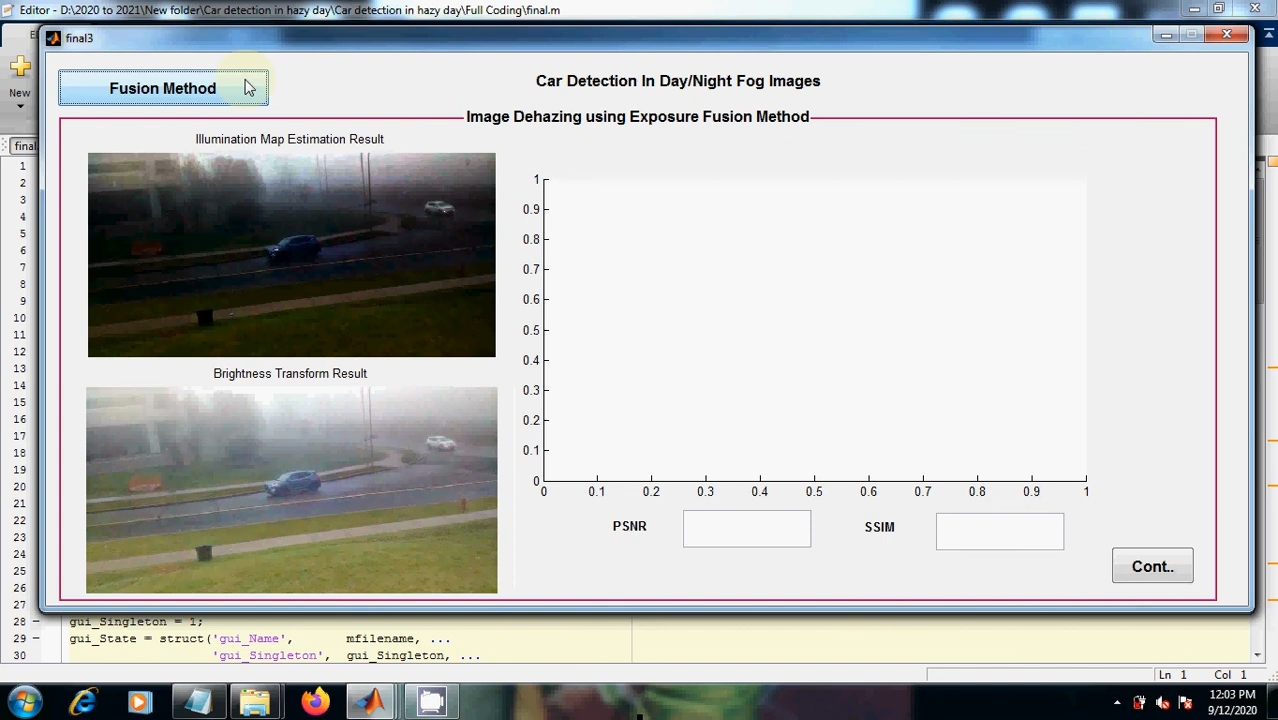 Editor - D:\2020 to 2021\New folder\Car detection in hazy day\Car detection in hazy day\Full Coding\final.m
final3
New
Fusion Method
Car Detection In Day/Night Fog Images
Image Dehazing using Exposure Fusion Method
Illumination Map Estimation Result
Brightness Transform Result
1
0.9
0.8
0.7
0.6
0.5
0.4
0.3
0.2
0.1
0
0 0.1 0.2 0.3 0.4 0.5 0.6 0.7 0.8 0.9 1
PSNR
SSIM
Cont..
final.
1
2
3
4
5
6
7
8
9
10
11
12
13
14
15
16
17
18
19
20
21
22
23
24
25
26
27
28 – gui_Singleton = 1;
29 – gui_State = struct('gui_Name', mfilename, ...
30 'gui_Singleton', gui_Singleton, ...
Ln 1 Col 1
12:03 PM
9/12/2020